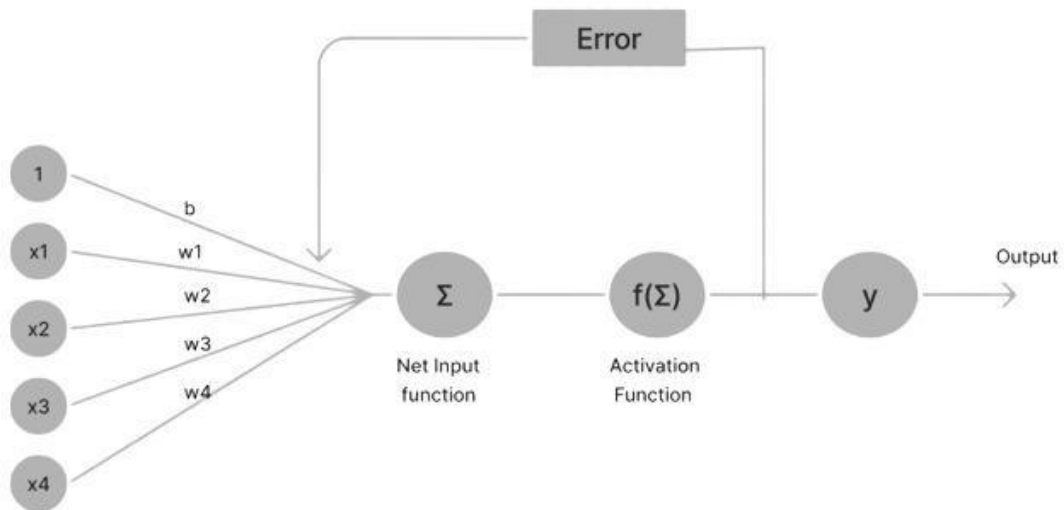 Error
1
b
x1
w1
x2
w2
x3
w3
x4
w4
Σ
Net Input
function
f(Σ)
Activation
Function
y
Output